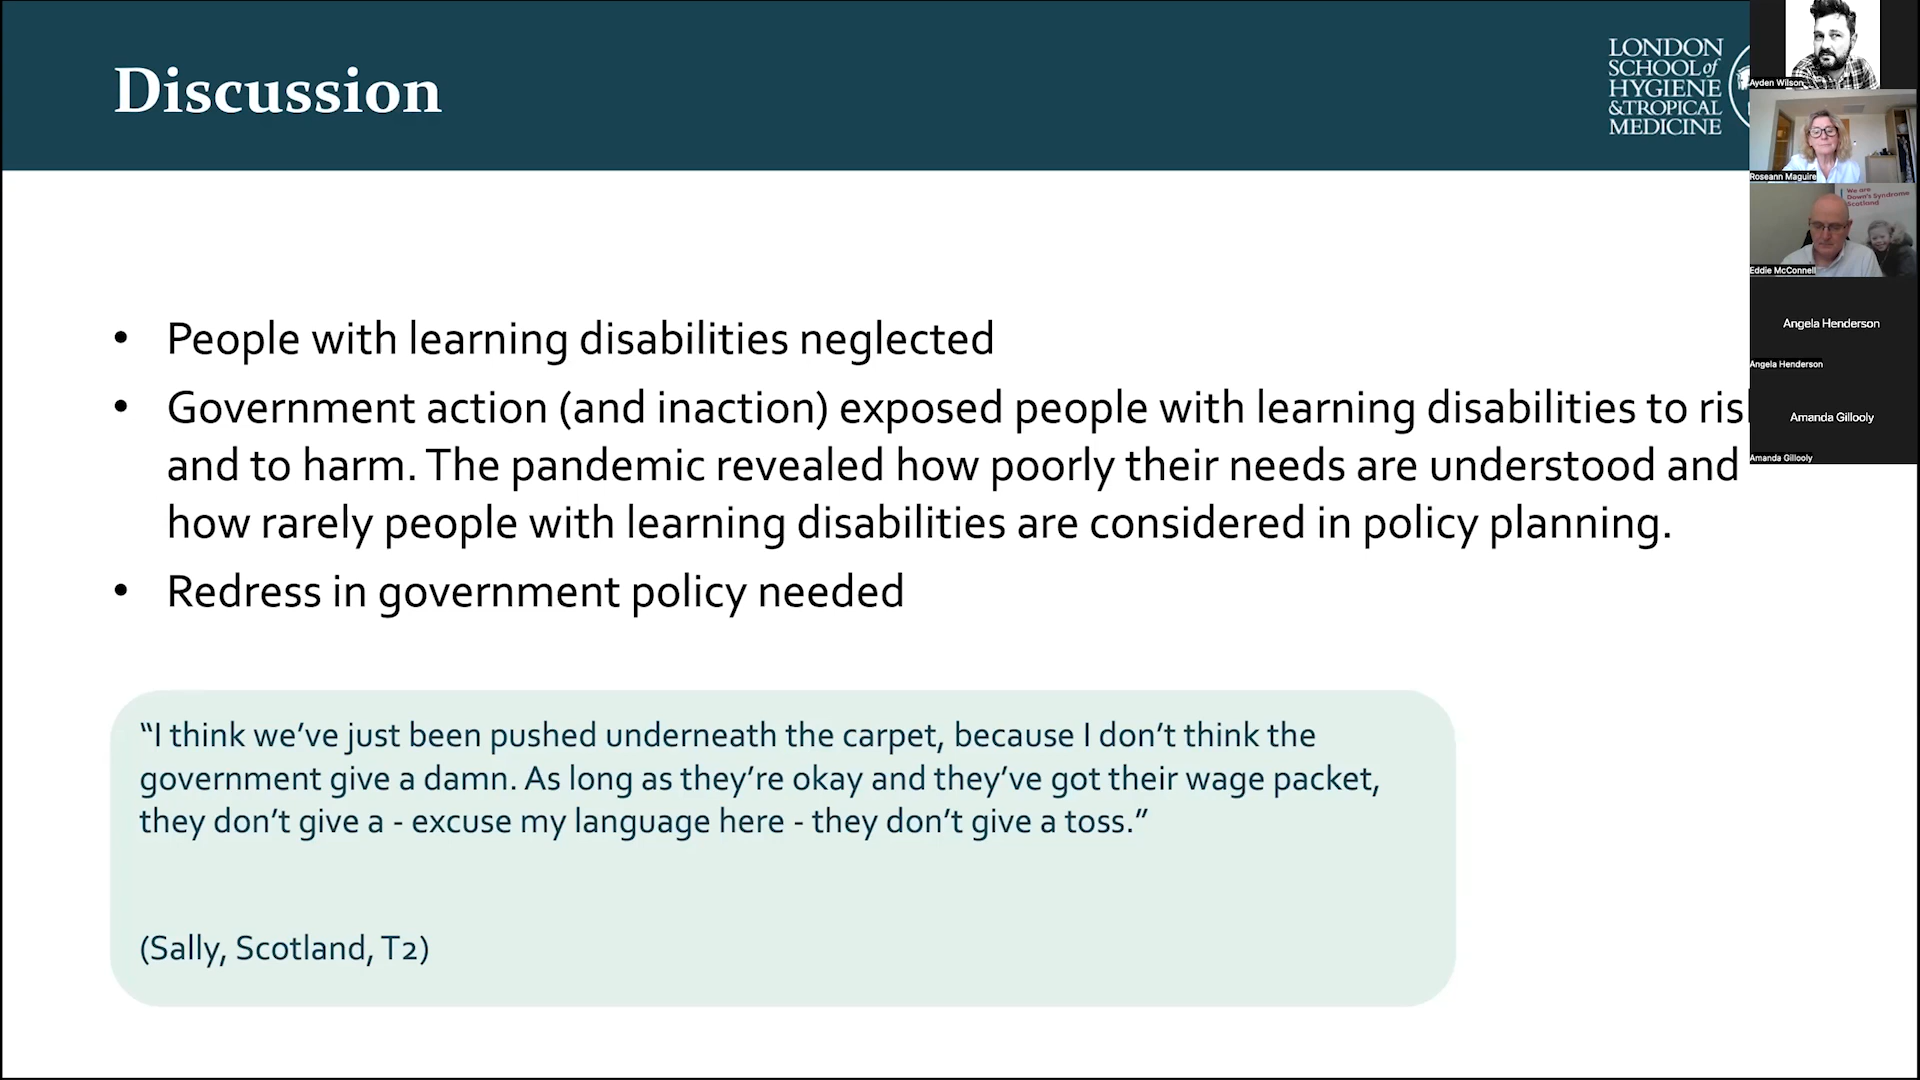 Discussion
LONDON
SCHOOL of
HYGIENE
& TROPICAL
MEDICINE
• People with learning disabilities neglected
• Government action (and inaction) exposed people with learning disabilities to
and to harm. The pandemic revealed how poorly their needs are understood and
how rarely people with learning disabilities are considered in policy planning.
• Redress in government policy needed
“I think we’ve just been pushed underneath the carpet, because I don’t think the
government give a damn. As long as they’re okay and they’ve got their wage packet,
they don’t give a - excuse my language here - they don’t give a toss.”
(Sally, Scotland, T2)
Ayden Wilson
Roseann Maguire
We are
Down's Syndrome
Scotland
Eddie McConnell
Angela Henderson
Angela Henderson
Amanda Gillooly
Amanda Gillooly